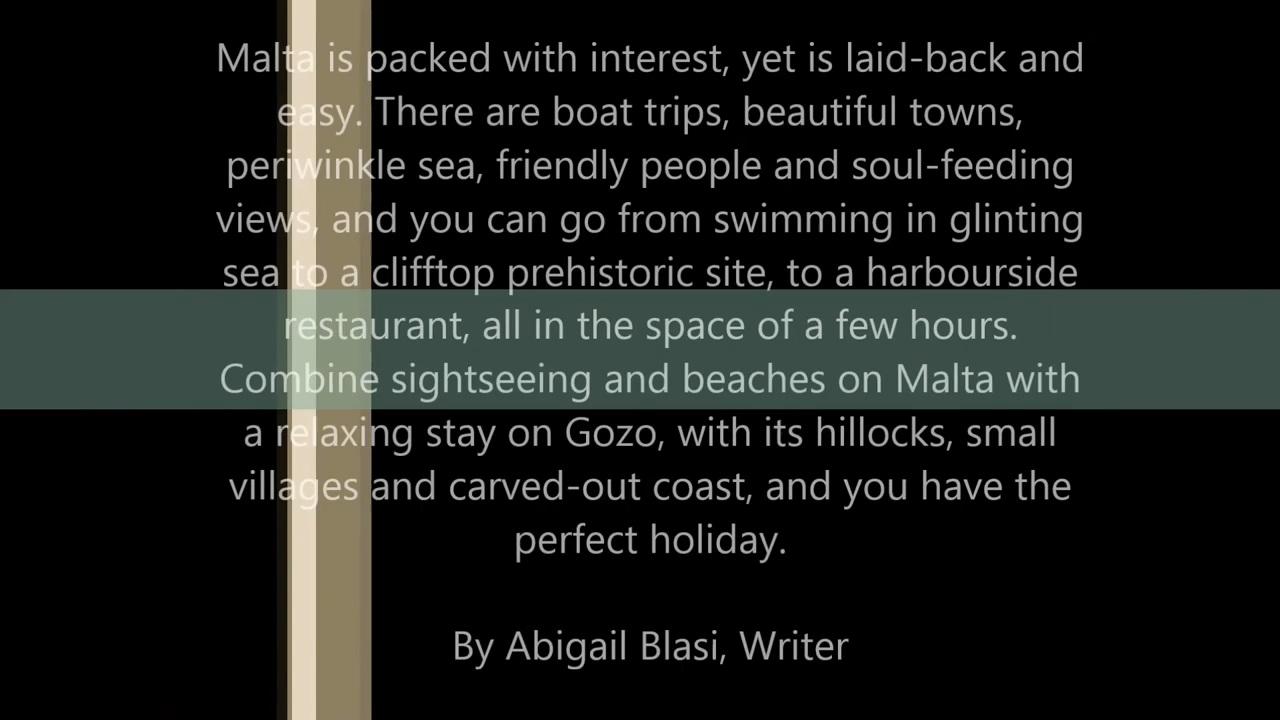 Malta is packed with interest, yet is laid-back and
easy. There are boat trips, beautiful towns,
periwinkle sea, friendly people and soul-feeding
views, and you can go from swimming in glinting
sea to a clifftop prehistoric site, to a harbourside
restaurant, all in the space of a few hours.
Combine sightseeing and beaches on Malta with
a relaxing stay on Gozo, with its hillocks, small
villages and carved-out coast, and you have the
perfect holiday.
By Abigail Blasi, Writer